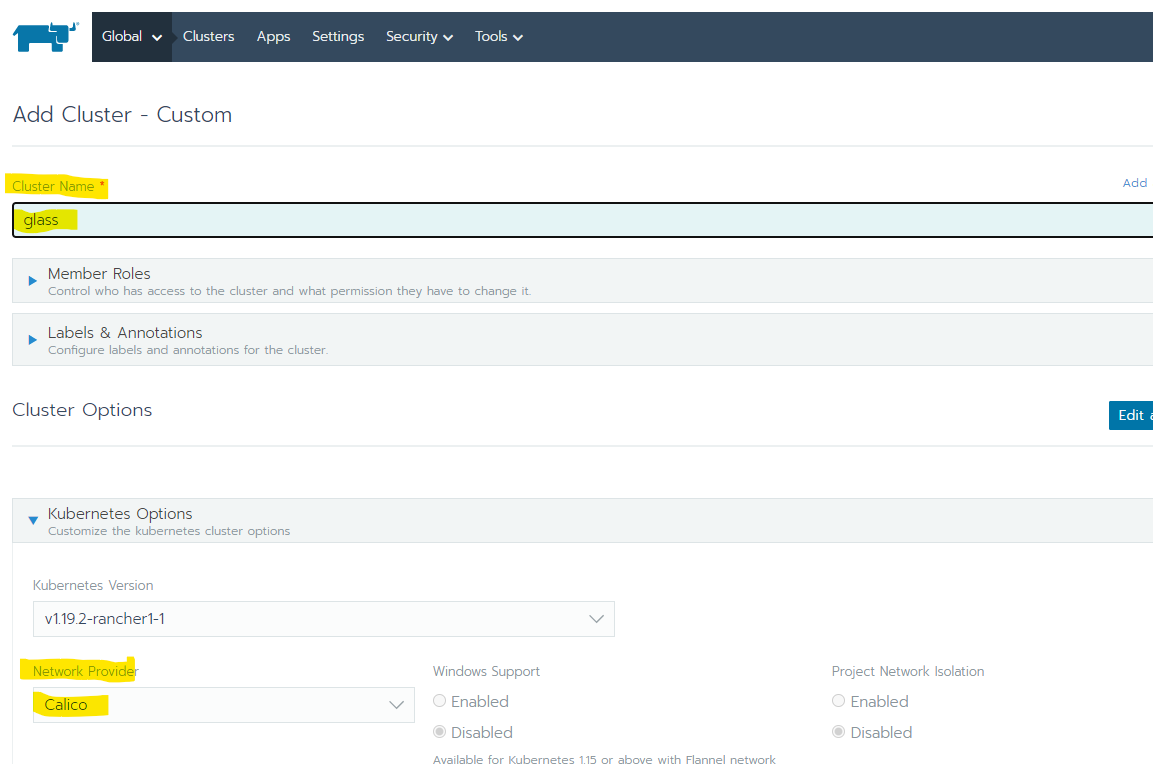 Global Clusters Apps Settings Security Tools
Add Cluster - Custom
Cluster Name * Add
glass
Member Roles
Control who has access to the cluster and what permission they have to change it.
Labels & Annotations
Configure labels and annotations for the cluster.
Cluster Options
Edit a
Kubernetes Options
Customize the kubernetes cluster options
Kubernetes Version
v1.19.2-rancher1-1
Network Provider Windows Support Project Network Isolation
Calico Enabled Enabled
Disabled Disabled
Available for Kubernetes 1.15 or above with Flannel network